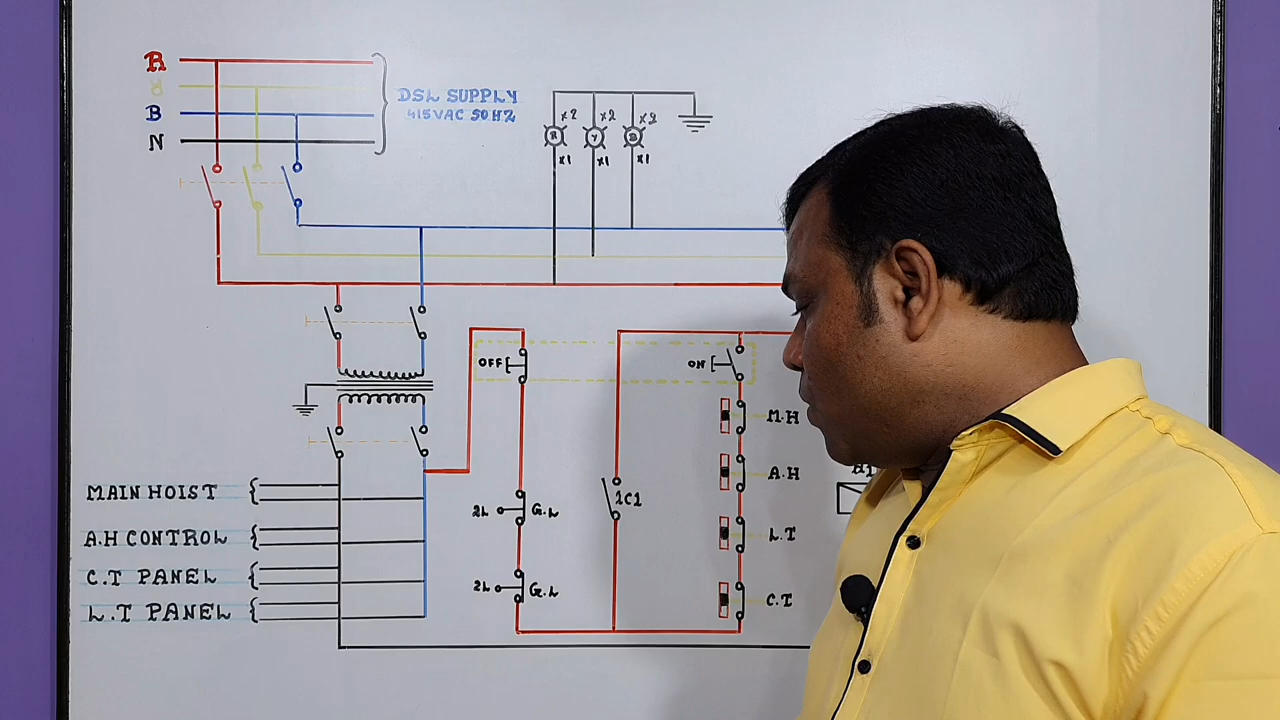 R
Y
B
N
DSL SUPPLY
415VAC 50HZ
x2 x2 x2
R Y B
x1 x1 x1
OFF
ON
M.H
A.H
L.T
C.T
1C1
2L G.L
2L G.L
MAIN HOIST
A.H CONTROL
C.T PANEL
L.T PANEL